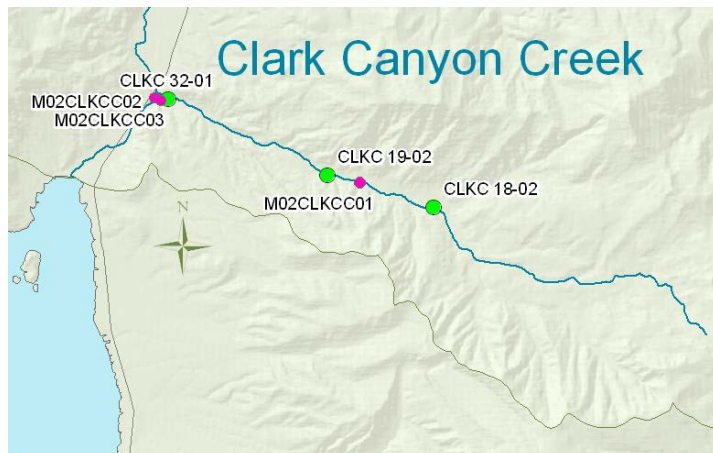 Clark Canyon Creek
CLKC 32-01
M02CLKCC02
M02CLKCC03
CLKC 19-02
M02CLKCC01
CLKC 18-02
N